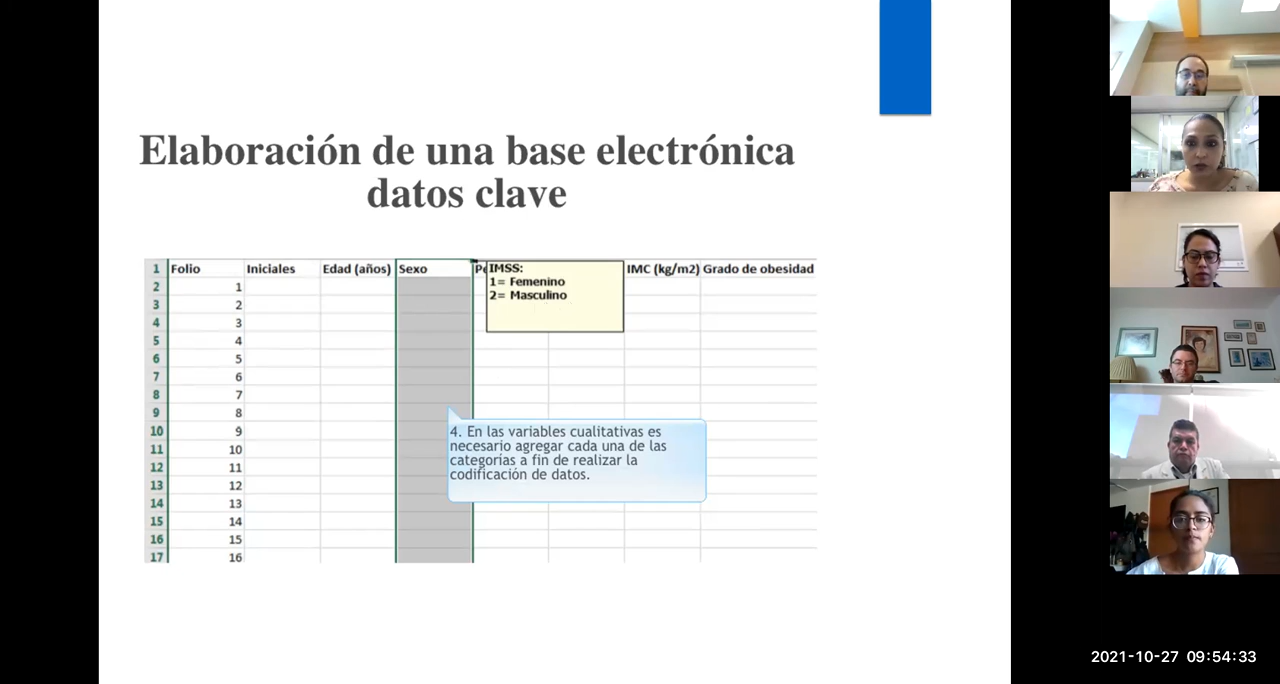 Elaboración de una base electrónica
datos clave
1 Folio Iniciales Edad (años) Sexo IMC (kg/m2) Grado de obesidad
IMSS:
1= Femenino
2= Masculino
2 1
3 2
4 3
5 4
6 5
7 6
8 7
9 8
10 9
11 10
12 11
13 12
14 13
15 14
16 15
17 16
4. En las variables cualitativas es
necesario agregar cada una de las
categorías a fin de realizar la
codificación de datos.
2021-10-27 09:54:33